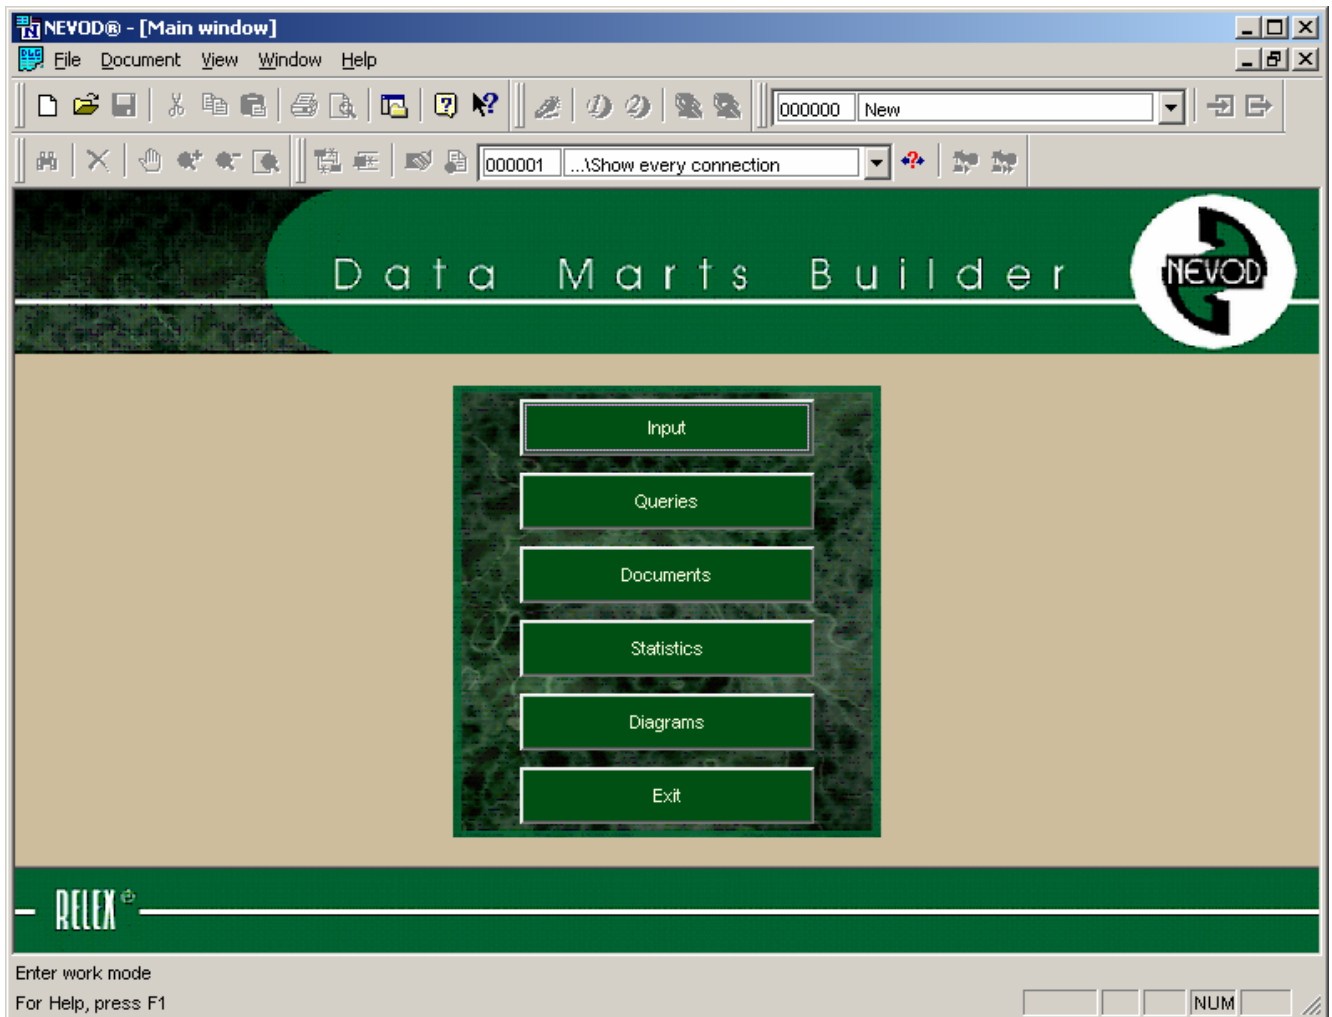 NEVOD® - [Main window]
File Document View Window Help
000000 New
000001 ...\Show every connection
Data Marts Builder
NEVOD
Input
Queries
Documents
Statistics
Diagrams
Exit
RELEX®
Enter work mode
For Help, press F1
NUM